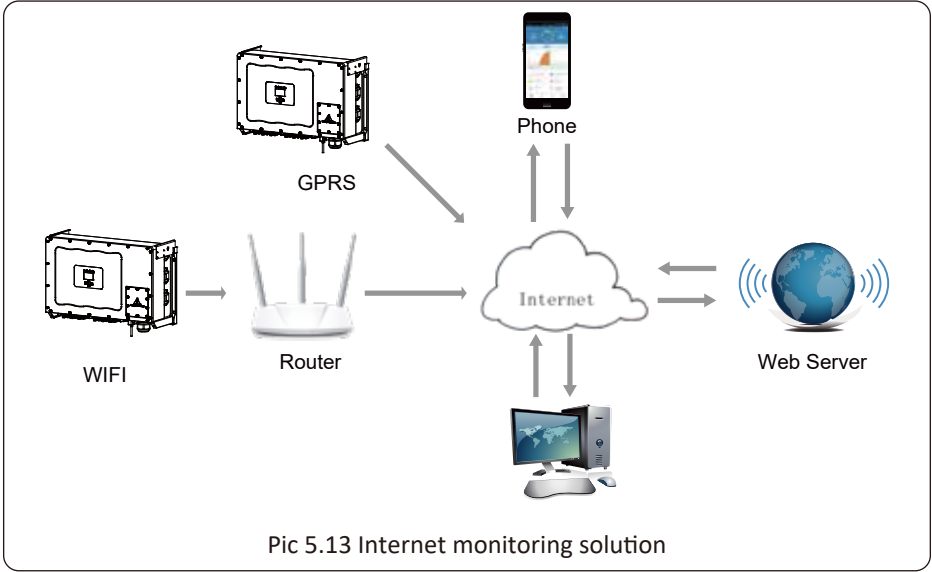 Phone
GPRS
Internet
WIFI
Router
Web Server
Pic 5.13 Internet monitoring solution